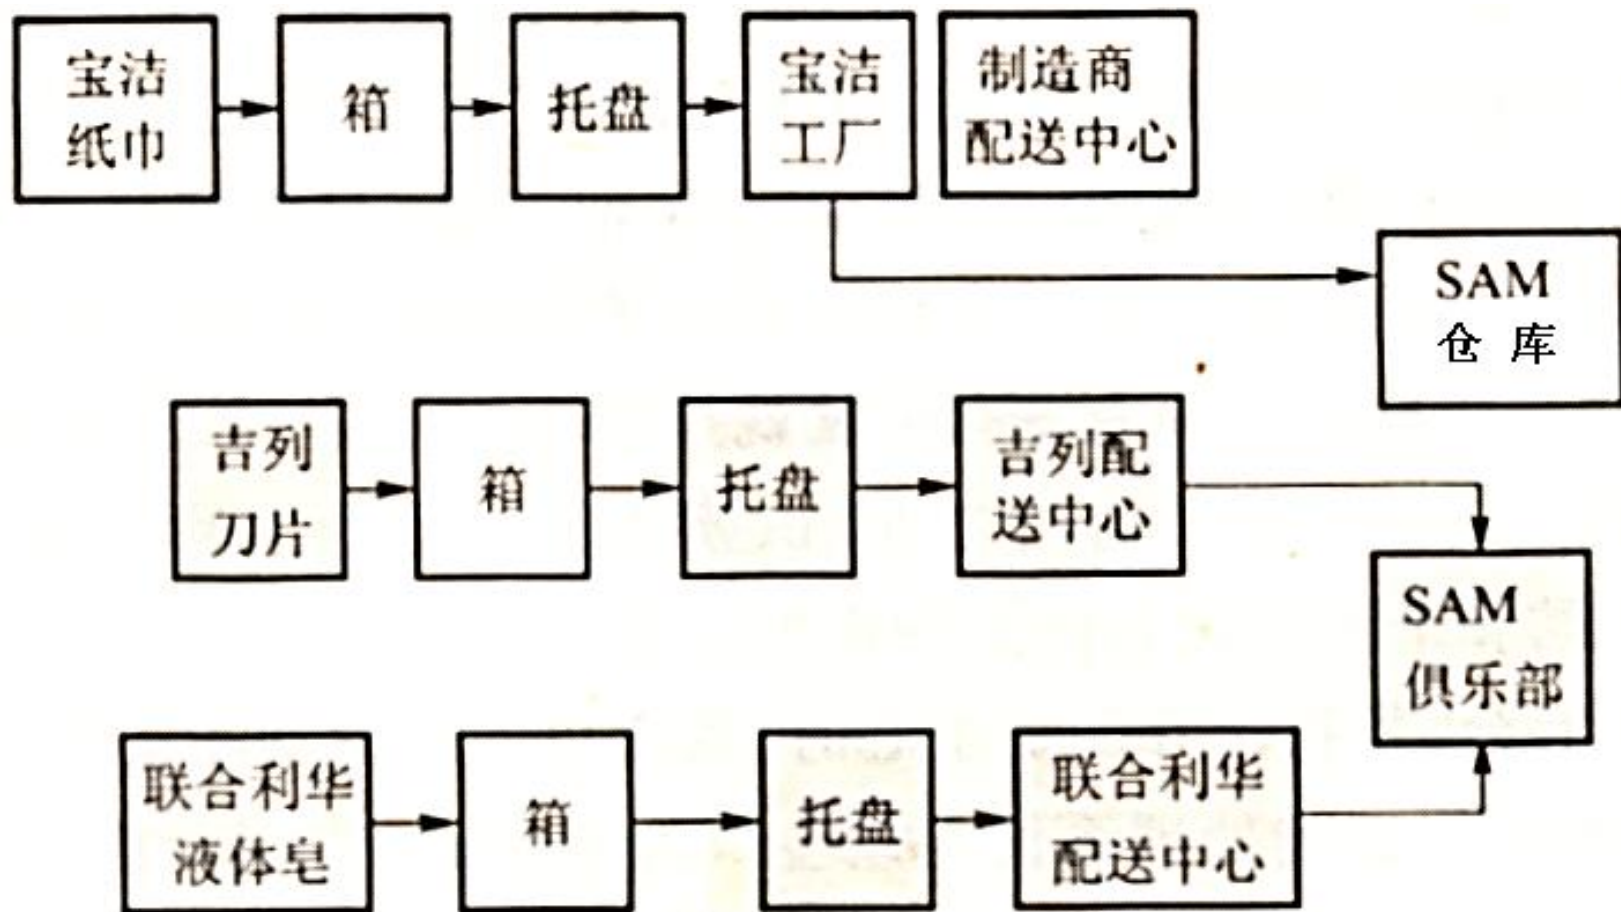 宝洁
纸巾
箱
托盘
宝洁
工厂
制造商
配送中心
SAM
仓 库
吉列
刀片
箱
托盘
吉列配
送中心
SAM
俱乐部
联合利华
液体皂
箱
托盘
联合利华
配送中心